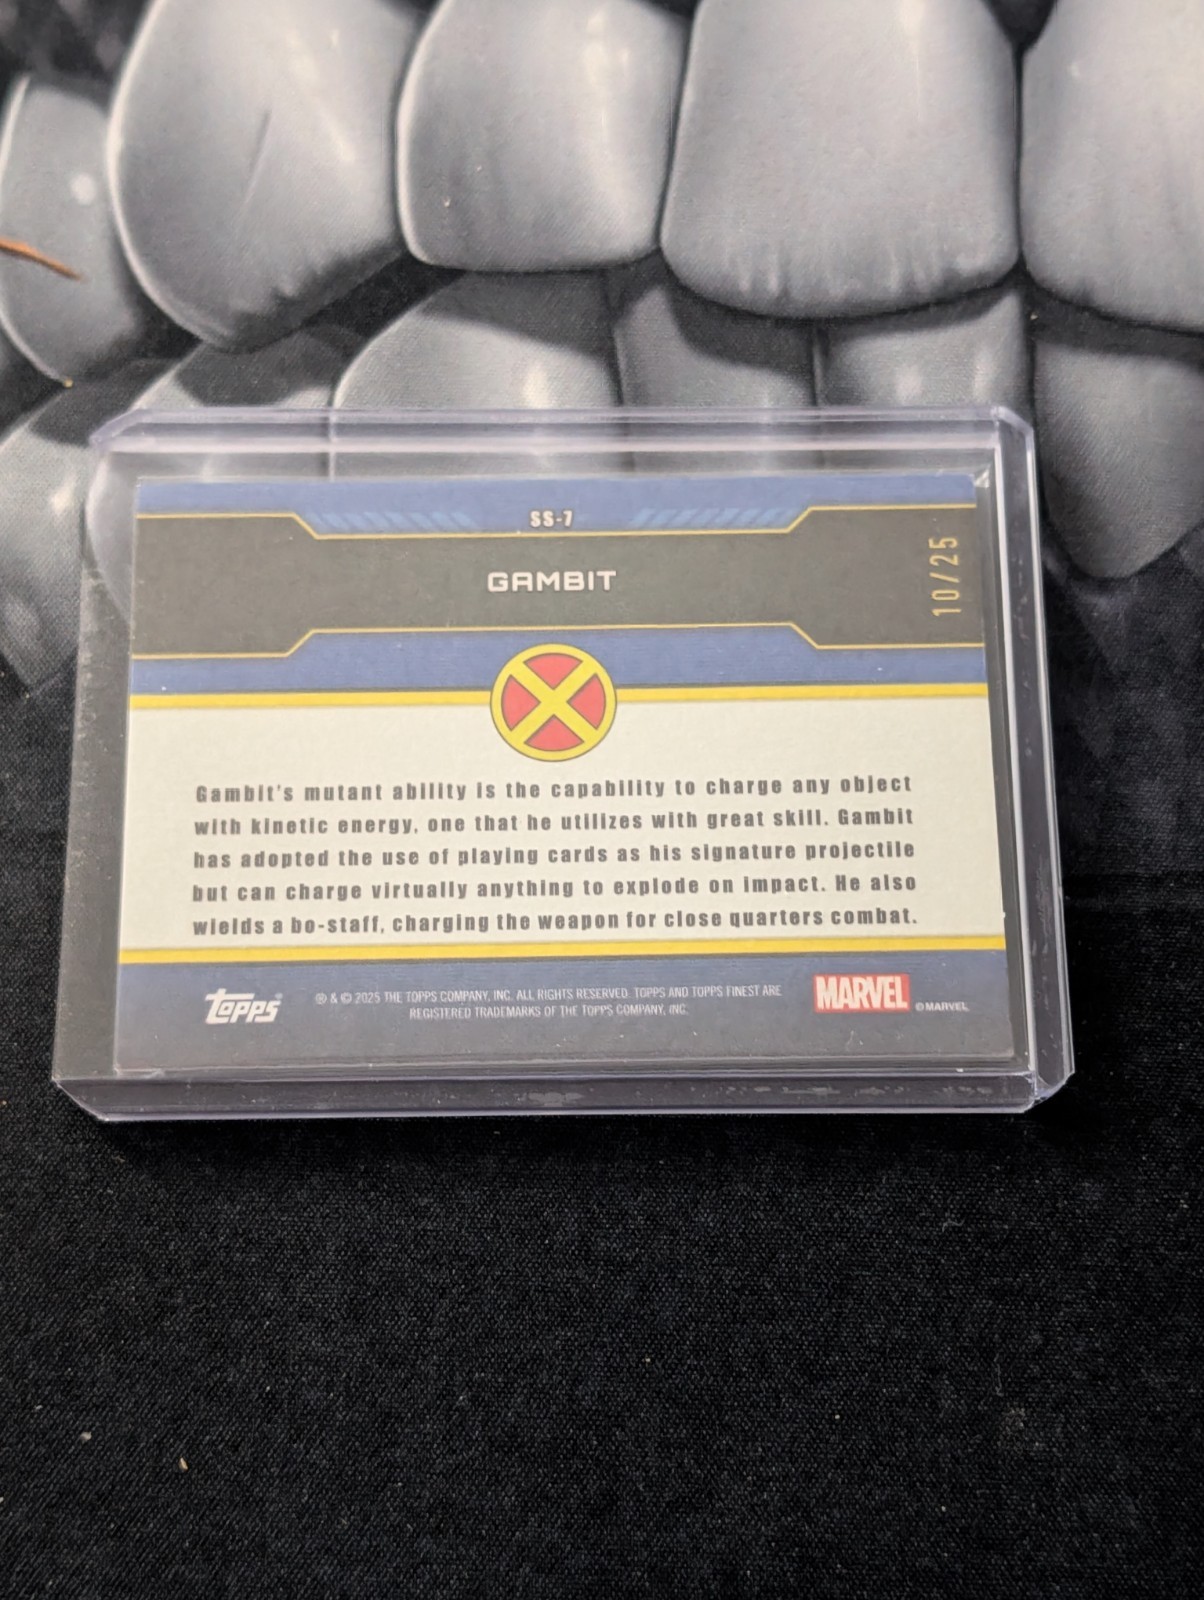 SS-7
GAMBIT
10/25
Gambit's mutant ability is the capability to charge any object
with kinetic energy, one that he utilizes with great skill. Gambit
has adopted the use of playing cards as his signature projectile
but can charge virtually anything to explode on impact. He also
wields a bo-staff, charging the weapon for close quarters combat.
Topps®
® & © 2025 THE TOPPS COMPANY, INC. ALL RIGHTS RESERVED. TOPPS AND TOPPS FINEST ARE
REGISTERED TRADEMARKS OF THE TOPPS COMPANY, INC.
MARVEL
© MARVEL